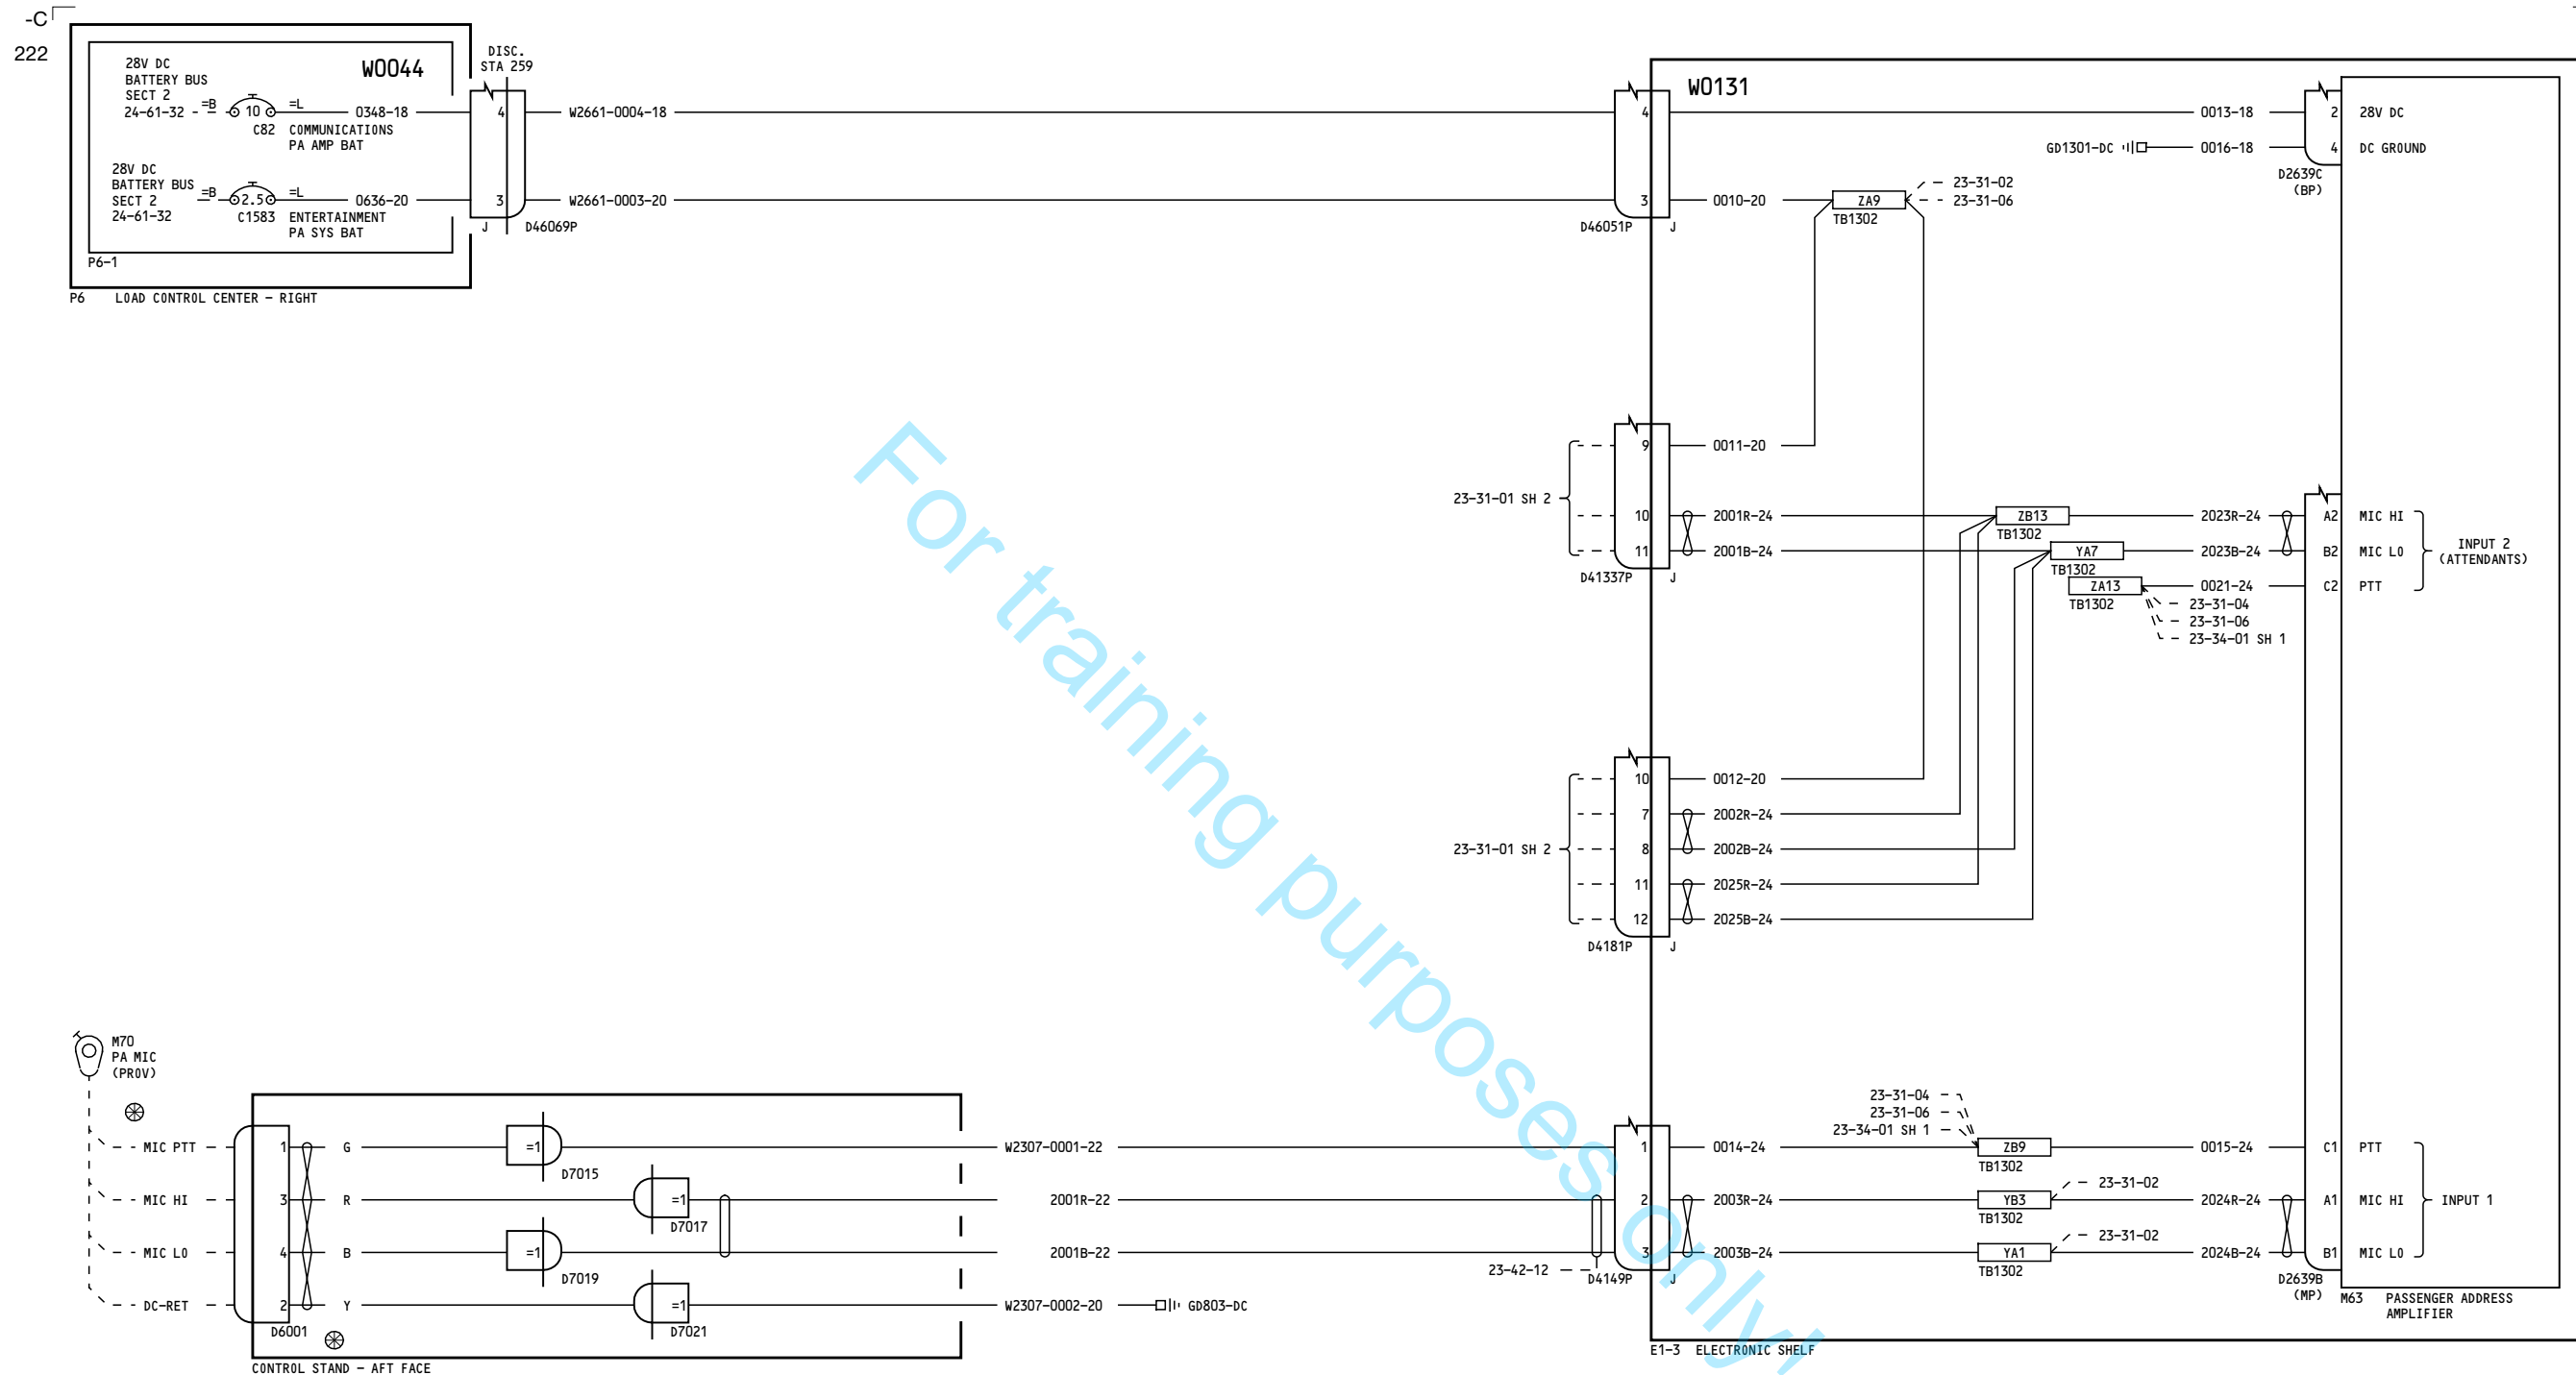 -C
222
28V DC
BATTERY BUS
SECT 2
24-61-32
=B
10
=L
0348-18
C82
COMMUNICATIONS
PA AMP BAT
W0044
28V DC
BATTERY BUS
SECT 2
24-61-32
=B
2.5
=L
0636-20
C1583
ENTERTAINMENT
PA SYS BAT
P6-1
P6 LOAD CONTROL CENTER - RIGHT
DISC.
STA 259
4
3
J
D46069P
W2661-0004-18
W2661-0003-20
4
3
D46051P
J
W0131
0013-18
2
28V DC
GD1301-DC
0016-18
4
DC GROUND
D2639C
(BP)
0010-20
ZA9
TB1302
23-31-02
23-31-06
23-31-01 SH 2
9
10
11
D41337P
J
0011-20
2001R-24
2001B-24
ZB13
TB1302
YA7
TB1302
ZA13
TB1302
2023R-24
2023B-24
0021-24
23-31-04
23-31-06
23-34-01 SH 1
A2
B2
C2
MIC HI
MIC LO
PTT
INPUT 2
(ATTENDANTS)
23-31-01 SH 2
10
7
8
11
12
D4181P
J
0012-20
2002R-24
2002B-24
2025R-24
2025B-24
M70
PA MIC
(PROV)
MIC PTT
MIC HI
MIC LO
DC-RET
1
3
4
2
D6001
G
R
B
Y
=1
D7015
=1
D7017
=1
D7019
=1
D7021
CONTROL STAND - AFT FACE
W2307-0001-22
2001R-22
2001B-22
W2307-0002-20
GD803-DC
23-42-12
1
2
3
D4149P
J
0014-24
2003R-24
2003B-24
23-31-04
23-31-06
23-34-01 SH 1
ZB9
TB1302
YB3
TB1302
23-31-02
YA1
TB1302
23-31-02
0015-24
2024R-24
2024B-24
C1
A1
B1
PTT
MIC HI
MIC LO
INPUT 1
D2639B
(MP)
M63
PASSENGER ADDRESS
AMPLIFIER
E1-3 ELECTRONIC SHELF
For training purposes only!